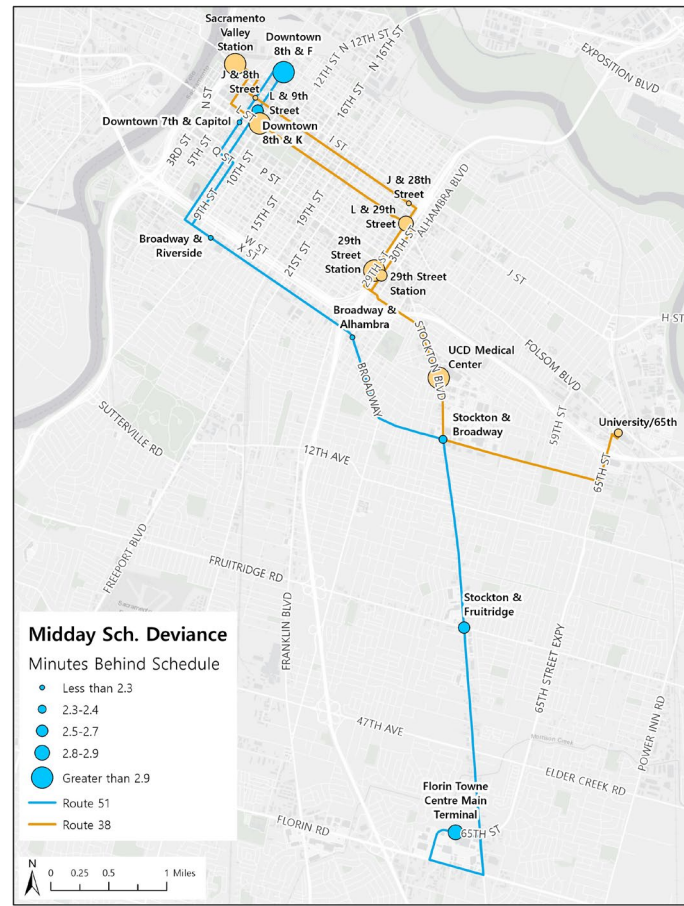 Sacramento
Valley
Station
Downtown
8th & F
12TH ST
N 12TH ST
N 16TH ST
EXPOSITION BLVD
J & 8th
Street
N ST
16TH ST
L & 9th
Street
L ST
Downtown 7th & Capitol
Downtown
8th & K
3RD ST
5TH ST
Q ST
10TH ST
I ST
P ST
9TH ST
15TH ST
19TH ST
J & 28th
Street
ALHAMBRA BLVD
L & 29th
Street
30TH ST
Broadway &
Riverside
W ST
X ST
21ST ST
29th
Street
Station
29TH ST
29th Street
Station
J ST
Broadway &
Alhambra
H ST
STOCKTON BLVD
UCD Medical
Center
FOLSOM BLVD
BROADWAY
SUTTERVILLE RD
Stockton &
Broadway
59TH ST
University/65th
12TH AVE
65TH ST
FREEPORT BLVD
FRUITRIDGE RD
FRANKLIN BLVD
Stockton &
Fruitridge
65TH STREET EXPY
POWER INN RD
47TH AVE
Morrison Creek
ELDER CREEK RD
Florin Towne
Centre Main
Terminal
65TH ST
FLORIN RD
Midday Sch. Deviance
Minutes Behind Schedule
Less than 2.3
2.3-2.4
2.5-2.7
2.8-2.9
Greater than 2.9
Route 51
Route 38
N
0 0.25 0.5 1 Miles